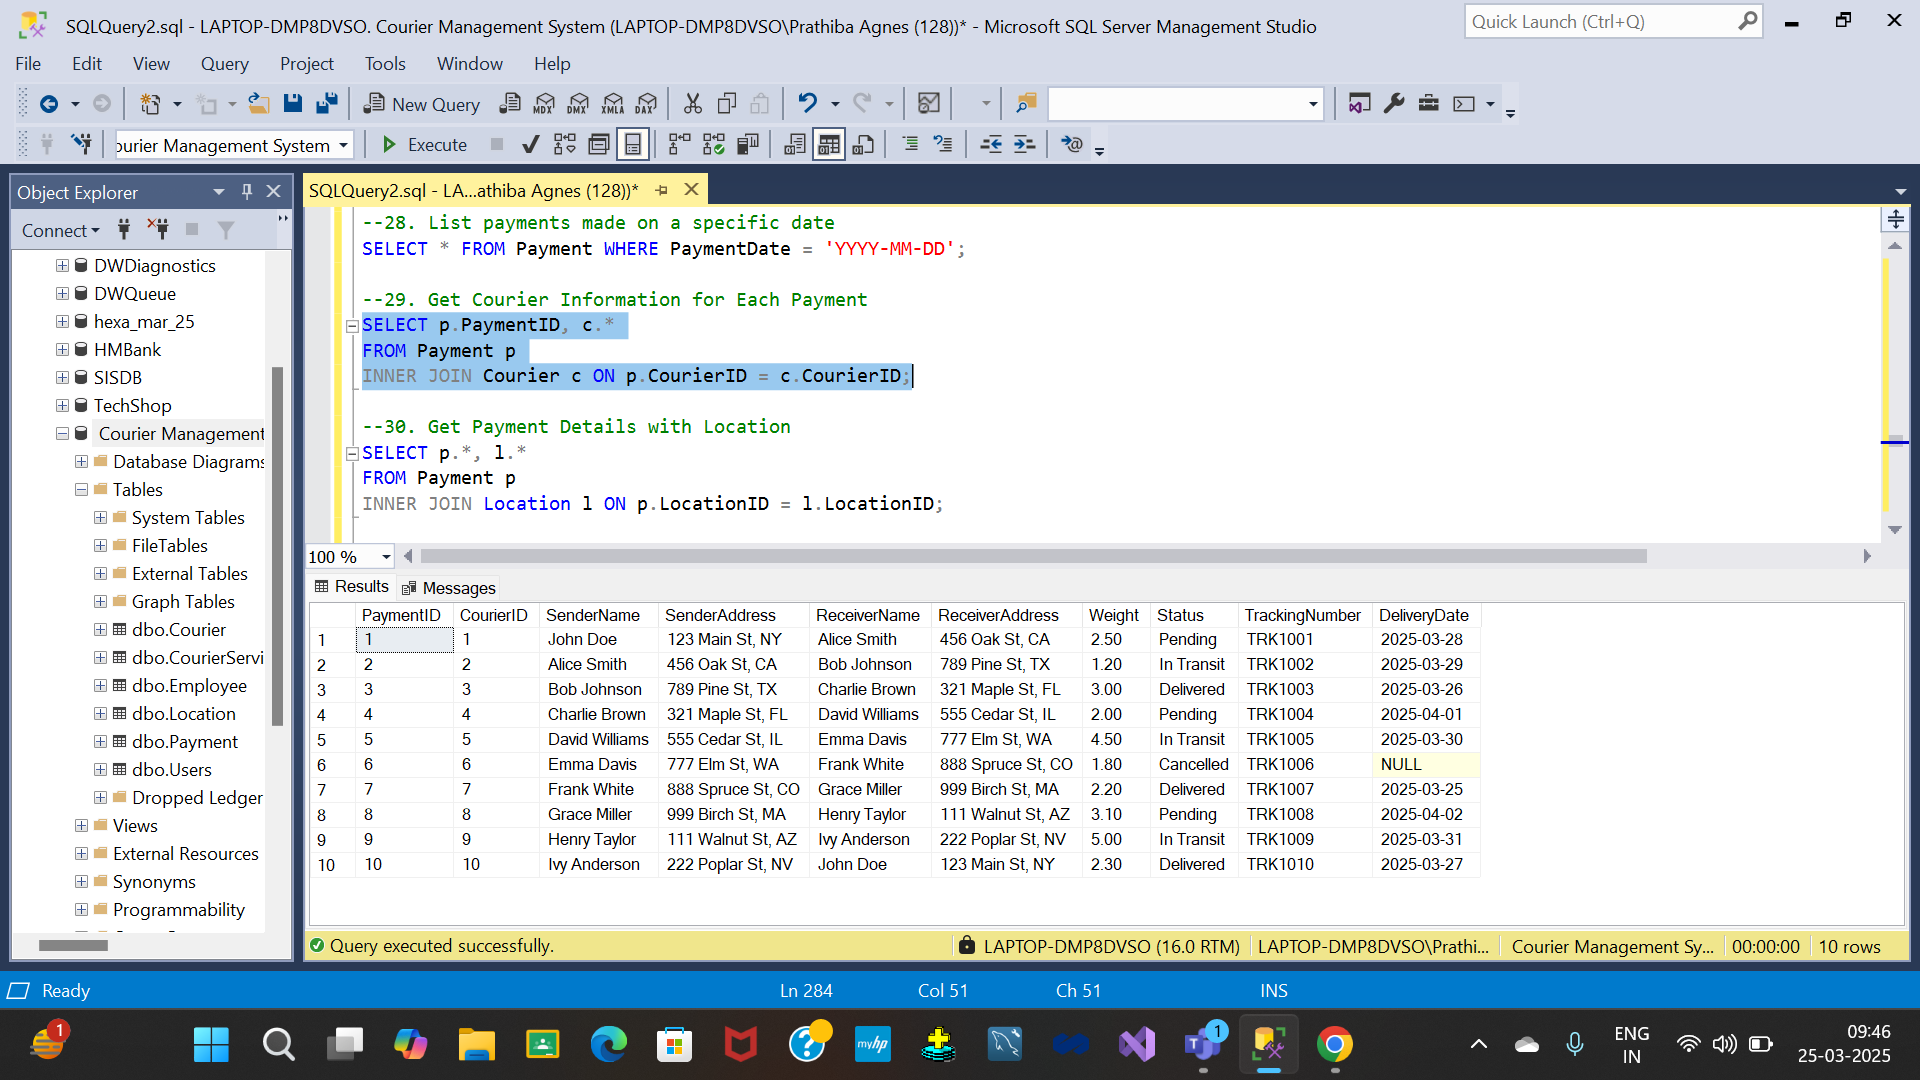 SQLQuery2.sql - LAPTOP-DMP8DVSO. Courier Management System (LAPTOP-DMP8DVSO\Prathiba Agnes (128))* - Microsoft SQL Server Management Studio
Quick Launch (Ctrl+Q)
File Edit View Query Project Tools Window Help
New Query MDX DMX XMLA DAX
ourier Management System Execute
Object Explorer
SQLQuery2.sql - LA...athiba Agnes (128))*
Connect
DWDiagnostics
DWQueue
hexa_mar_25
HMBank
SISDB
TechShop
Courier Management
Database Diagrams
Tables
System Tables
FileTables
External Tables
Graph Tables
dbo.Courier
dbo.CourierServi
dbo.Employee
dbo.Location
dbo.Payment
dbo.Users
Dropped Ledger
Views
External Resources
Synonyms
Programmability
--28. List payments made on a specific date
SELECT * FROM Payment WHERE PaymentDate = 'YYYY-MM-DD';
--29. Get Courier Information for Each Payment
SELECT p.PaymentID, c.*
FROM Payment p
INNER JOIN Courier c ON p.CourierID = c.CourierID;
--30. Get Payment Details with Location
SELECT p.*, l.*
FROM Payment p
INNER JOIN Location l ON p.LocationID = l.LocationID;
100 %
Results Messages
PaymentID CourierID SenderName SenderAddress ReceiverName ReceiverAddress Weight Status TrackingNumber DeliveryDate
1 1 1 John Doe 123 Main St, NY Alice Smith 456 Oak St, CA 2.50 Pending TRK1001 2025-03-28
2 2 2 Alice Smith 456 Oak St, CA Bob Johnson 789 Pine St, TX 1.20 In Transit TRK1002 2025-03-29
3 3 3 Bob Johnson 789 Pine St, TX Charlie Brown 321 Maple St, FL 3.00 Delivered TRK1003 2025-03-26
4 4 4 Charlie Brown 321 Maple St, FL David Williams 555 Cedar St, IL 2.00 Pending TRK1004 2025-04-01
5 5 5 David Williams 555 Cedar St, IL Emma Davis 777 Elm St, WA 4.50 In Transit TRK1005 2025-03-30
6 6 6 Emma Davis 777 Elm St, WA Frank White 888 Spruce St, CO 1.80 Cancelled TRK1006 NULL
7 7 7 Frank White 888 Spruce St, CO Grace Miller 999 Birch St, MA 2.20 Delivered TRK1007 2025-03-25
8 8 8 Grace Miller 999 Birch St, MA Henry Taylor 111 Walnut St, AZ 3.10 Pending TRK1008 2025-04-02
9 9 9 Henry Taylor 111 Walnut St, AZ Ivy Anderson 222 Poplar St, NV 5.00 In Transit TRK1009 2025-03-31
10 10 10 Ivy Anderson 222 Poplar St, NV John Doe 123 Main St, NY 2.30 Delivered TRK1010 2025-03-27
Query executed successfully. LAPTOP-DMP8DVSO (16.0 RTM) LAPTOP-DMP8DVSO\Prathi... Courier Management Sy... 00:00:00 10 rows
Ready Ln 284 Col 51 Ch 51 INS
1 myhp 1
ENG
IN
09:46
25-03-2025